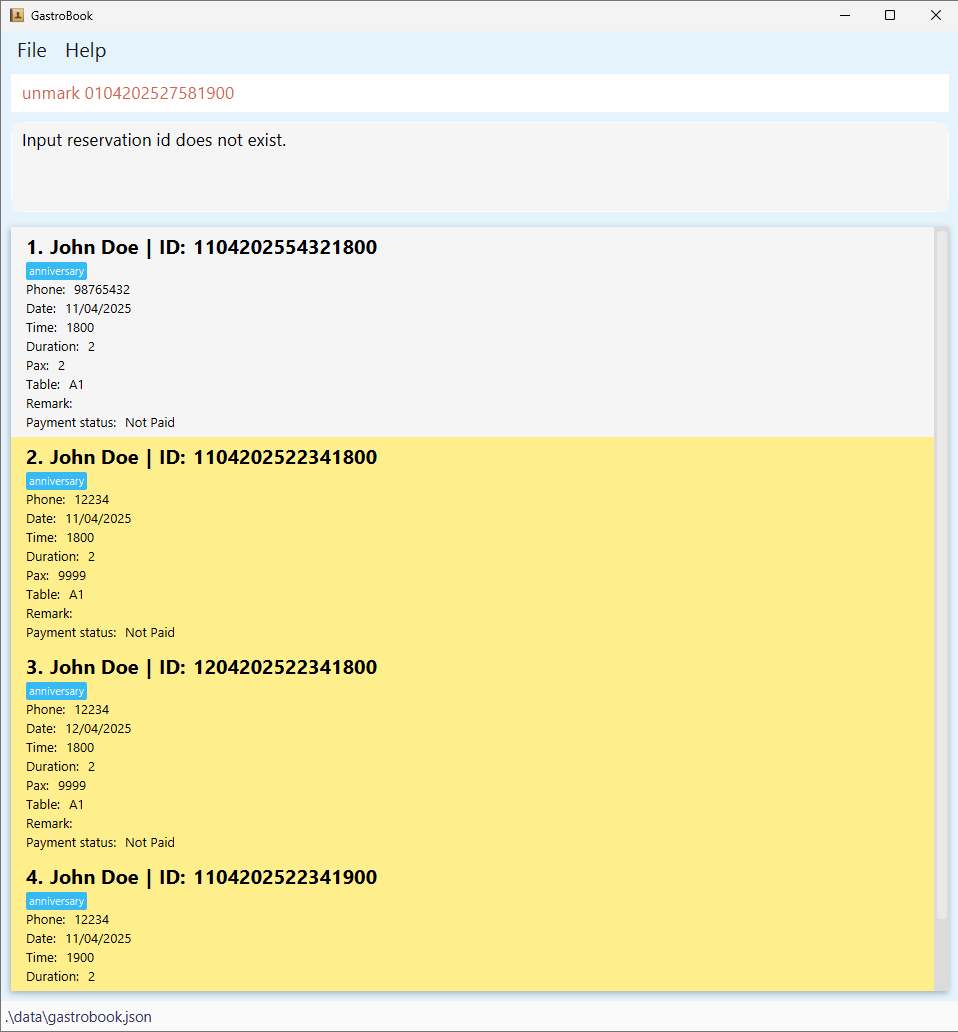 GastroBook
File Help
unmark 0104202527581900
Input reservation id does not exist.
1. John Doe | ID: 1104202554321800
anniversary
Phone: 98765432
Date: 11/04/2025
Time: 1800
Duration: 2
Pax: 2
Table: A1
Remark:
Payment status: Not Paid
2. John Doe | ID: 1104202522341800
anniversary
Phone: 12234
Date: 11/04/2025
Time: 1800
Duration: 2
Pax: 9999
Table: A1
Remark:
Payment status: Not Paid
3. John Doe | ID: 1204202522341800
anniversary
Phone: 12234
Date: 12/04/2025
Time: 1800
Duration: 2
Pax: 9999
Table: A1
Remark:
Payment status: Not Paid
4. John Doe | ID: 1104202522341900
anniversary
Phone: 12234
Date: 11/04/2025
Time: 1900
Duration: 2
.\data\gastrobook.json